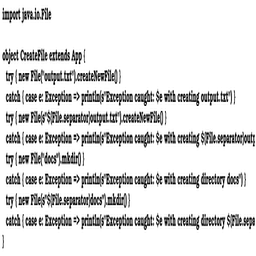 import java.io.File
object CreateFile extends App {
try { new File("output.txt").createNewFile() }
catch { case e: Exception => println(s"Exception caught: $e with creating output.txt") }
try { new File(s"${File.separator}output.txt").createNewFile() }
catch { case e: Exception => println(s"Exception caught: $e with creating ${File.separator}outp
try { new File("docs").mkdir() }
catch { case e: Exception => println(s"Exception caught: $e with creating directory docs") }
try { new File(s"${File.separator}docs").mkdir() }
catch { case e: Exception => println(s"Exception caught: $e with creating directory ${File.sepa
}